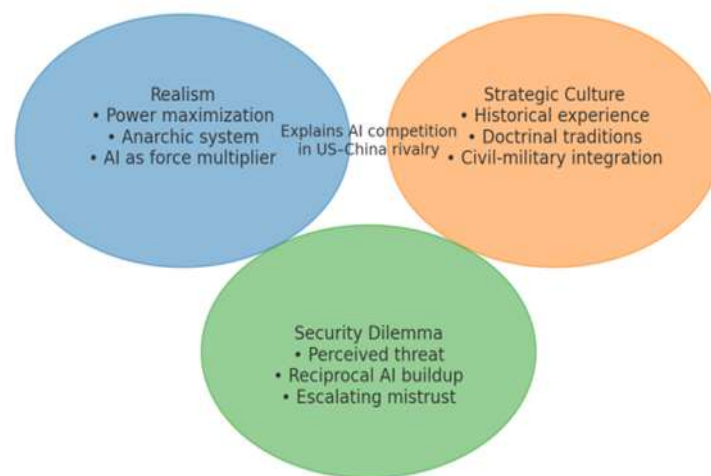 Realism
• Power maximization
• Anarchic system
• AI as force multiplier
Explains AI competition
in US–China rivalry
Strategic Culture
• Historical experience
• Doctrinal traditions
• Civil-military integration
Security Dilemma
• Perceived threat
• Reciprocal AI buildup
• Escalating mistrust